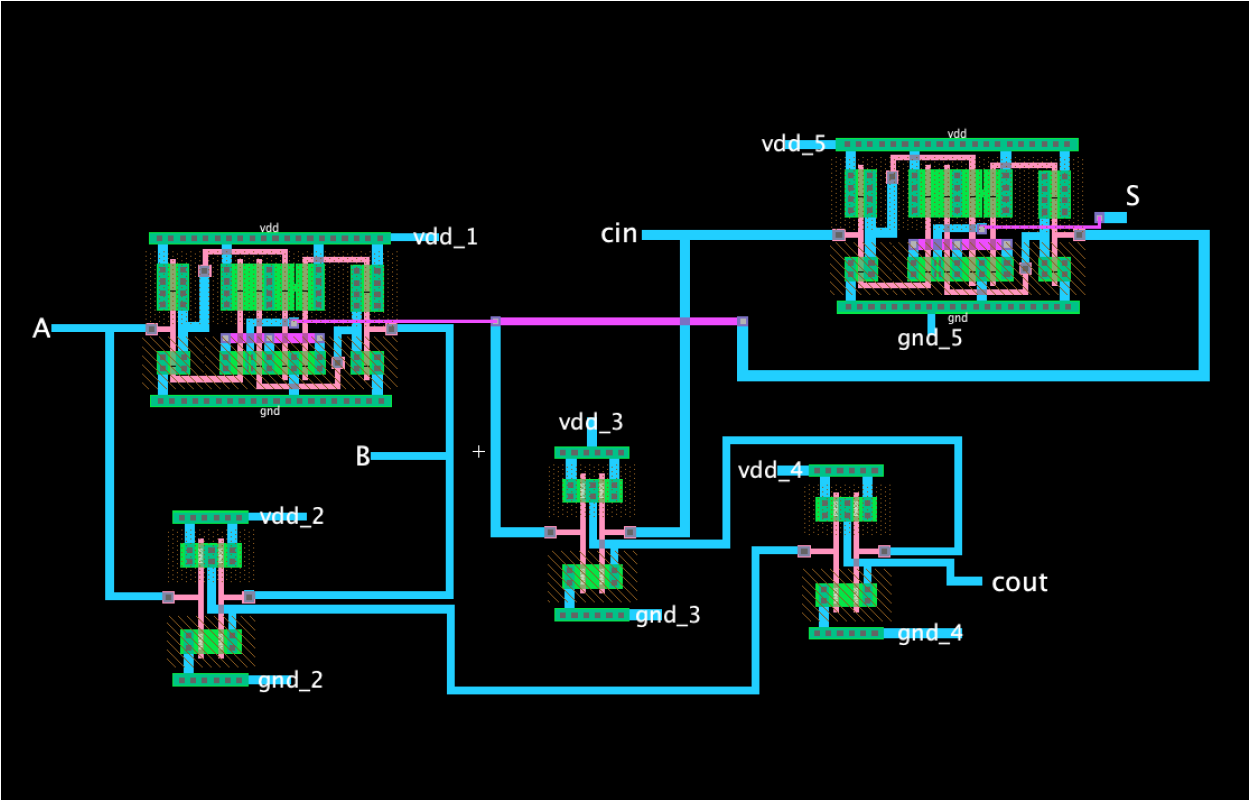 vdd
vdd_5
S
vdd
vdd_1
cin
A
gnd
gnd_5
gnd
vdd_3
B
vdd_4
vdd_2
cout
gnd_3
gnd_4
gnd_2